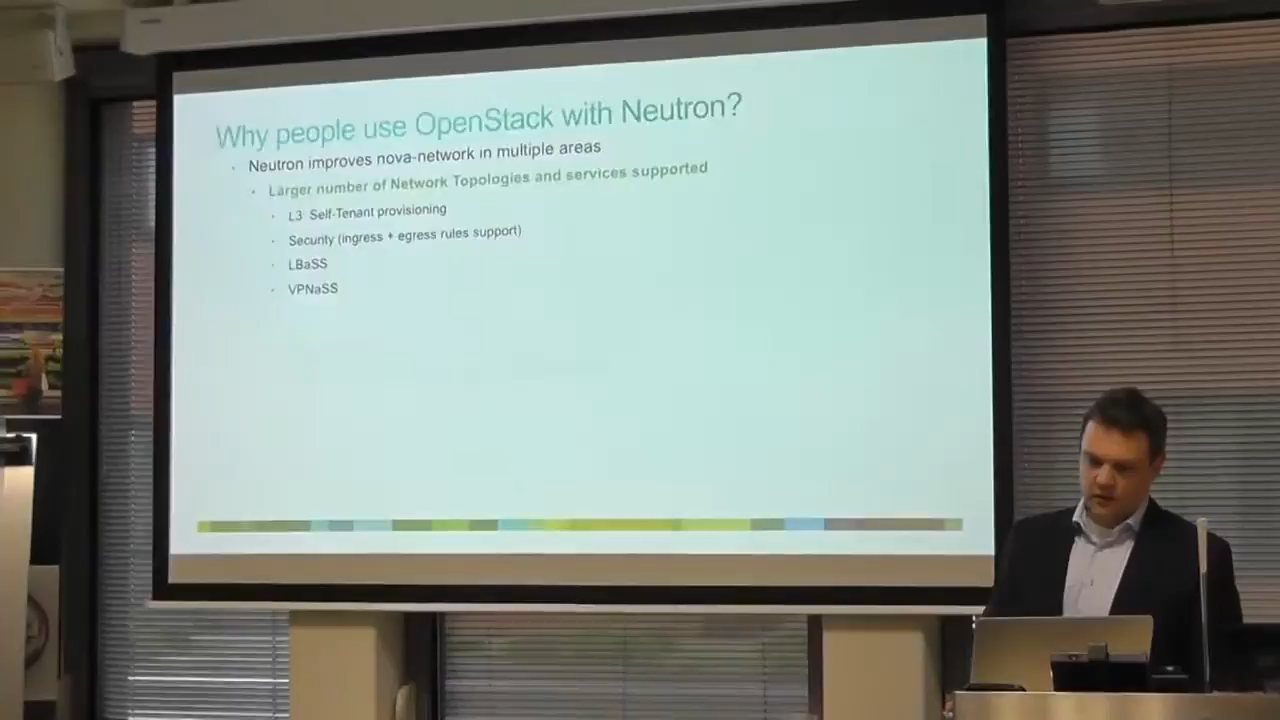 Why people use OpenStack with Neutron?
· Neutron improves nova-network in multiple areas
· Larger number of Network Topologies and services supported
· L3 Self-Tenant provisioning
· Security (ingress + egress rules support)
· LBaSS
· VPNaSS